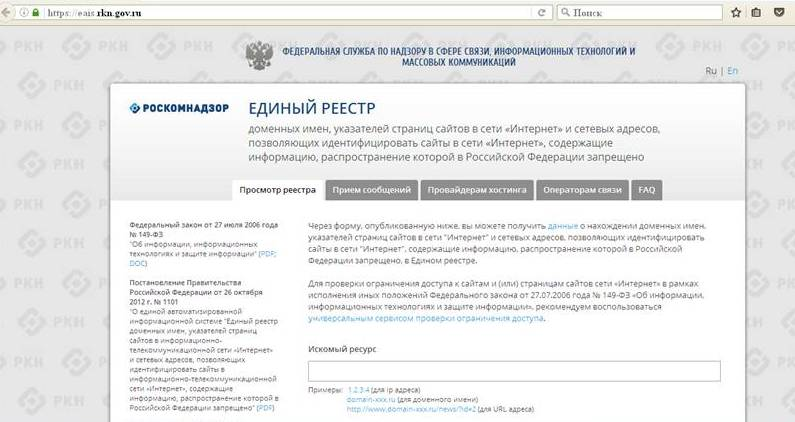 https://eais.rkn.gov.ru
Поиск
ФЕДЕРАЛЬНАЯ СЛУЖБА ПО НАДЗОРУ В СФЕРЕ СВЯЗИ, ИНФОРМАЦИОННЫХ ТЕХНОЛОГИЙ И
МАССОВЫХ КОММУНИКАЦИЙ
Ru | En
РОСКОМНАДЗОР
ЕДИНЫЙ РЕЕСТР
доменных имен, указателей страниц сайтов в сети «Интернет» и сетевых адресов,
позволяющих идентифицировать сайты в сети «Интернет», содержащие
информацию, распространение которой в Российской Федерации запрещено
Просмотр реестра
Прием сообщений
Провайдерам хостинга
Операторам связи
FAQ
Федеральный закон от 27 июля 2006 года
№ 149-ФЗ
"Об информации, информационных
технологиях и защите информации" (PDF;
DOC)
Постановление Правительства
Российской Федерации от 26 октября
2012 г. № 1101
"О единой автоматизированной
информационной системе "Единый реестр
доменных имен, указателей страниц
сайтов в информационно-
телекоммуникационной сети «Интернет»
и сетевых адресов, позволяющих
идентифицировать сайты в
информационно-телекоммуникационной
сети «Интернет», содержащие
информацию, распространение которой в
Российской Федерации запрещено" (PDF)
Через форму, опубликованную ниже, вы можете получить данные о нахождении доменных имен,
указателей страниц сайтов в сети "Интернет" и сетевых адресов, позволяющих идентифицировать
сайты в сети "Интернет", содержащие информацию, распространение которой в Российской
Федерации запрещено, в Едином реестре.
Для проверки ограничения доступа к сайтам и (или) страницам сайтов сети «Интернет» в рамках
исполнения иных положений Федерального закона от 27.07.2006 года № 149-ФЗ «Об информации,
информационных технологиях и защите информации», рекомендуем воспользоваться
универсальным сервисом проверки ограничения доступа.
Искомый ресурс
Примеры: 1.2.3.4 (для ip адреса)
domain-xxx.ru (для доменного имени)
http://www.domain-xxx.ru/news/?id=2 (для URL адреса)
РКН